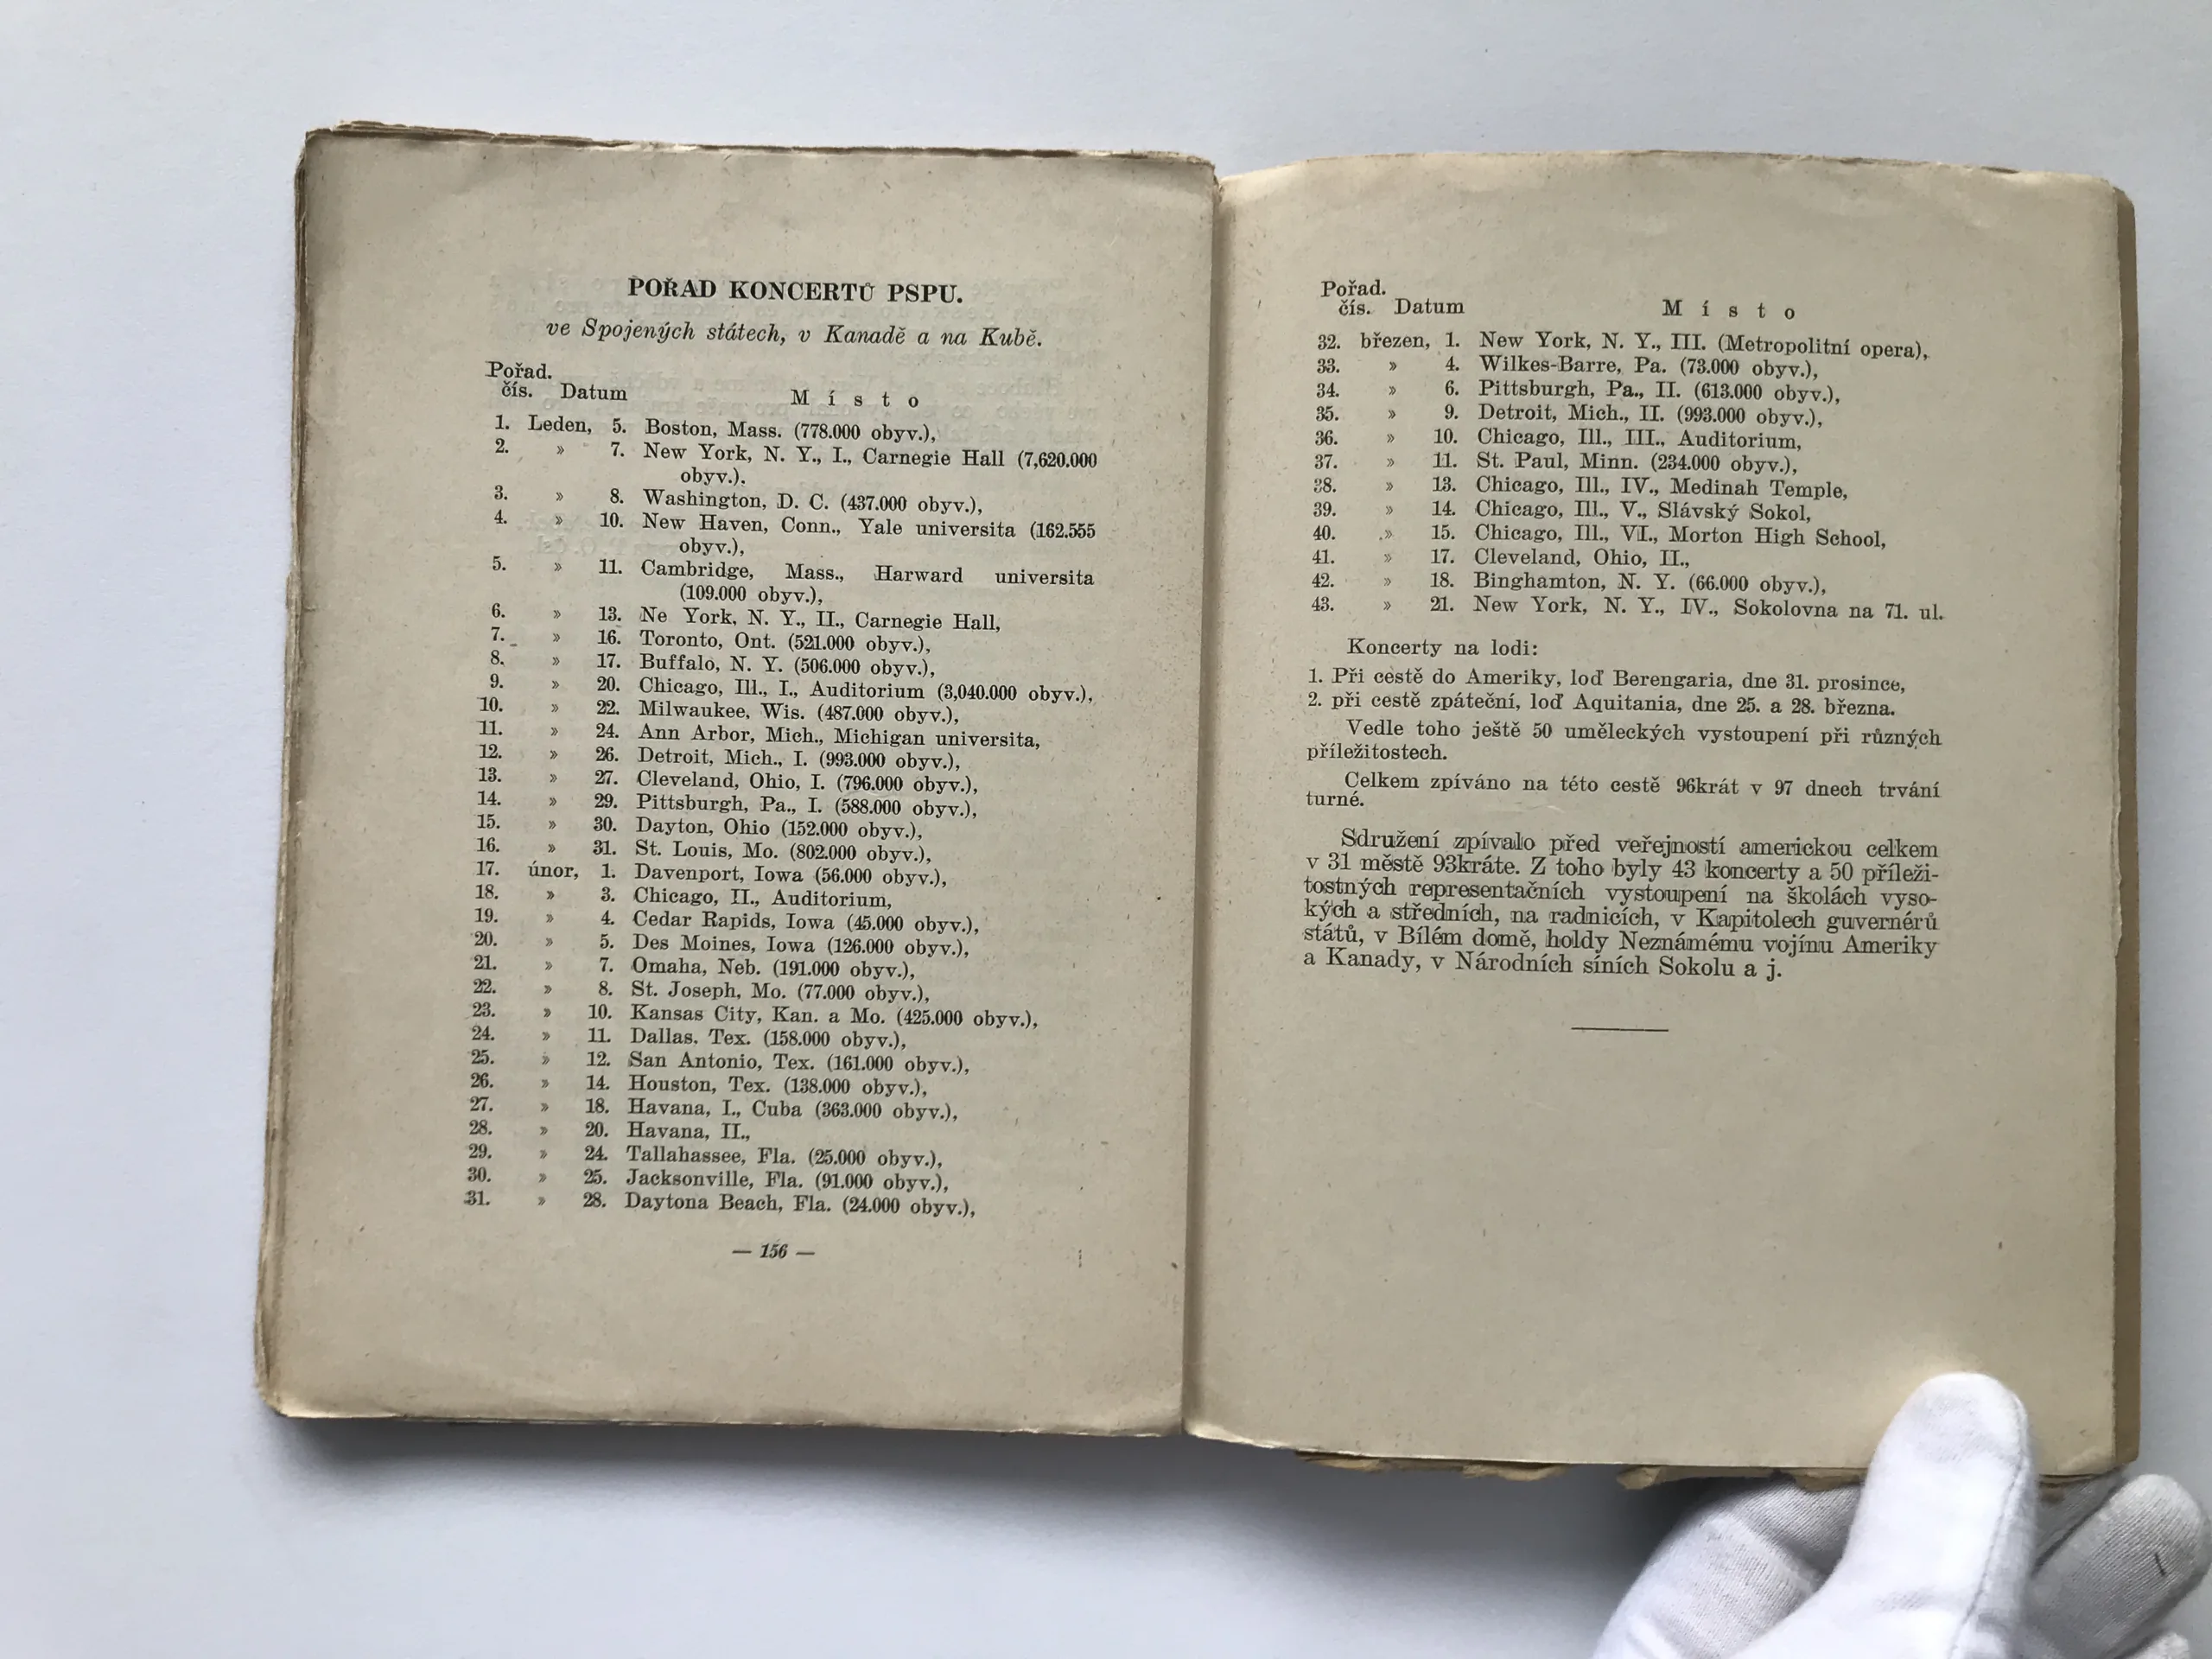 POŘAD KONCERTŮ PSPU.
ve Spojených státech, v Kanadě a na Kubě.
Pořad.
čís. Datum M í s t o
1. Leden, 5. Boston, Mass. (778.000 obyv.),
2. » 7. New York, N. Y., I., Carnegie Hall (7,620.000
obyv.).
3. » 8. Washington, D. C. (437.000 obyv.),
4. » 10. New Haven, Conn., Yale universita (162.555
obyv.),
5. » 11. Cambridge, Mass., Harward universita
(109.000 obyv.),
6. » 13. Ne York, N. Y., II., Carnegie Hall,
7. » 16. Toronto, Ont. (521.000 obyv.),
8. » 17. Buffalo, N. Y. (506.000 obyv.),
9. » 20. Chicago, Ill., I., Auditorium (3,040.000 obyv.),
10. » 22. Milwaukee, Wis. (487.000 obyv.),
11. » 24. Ann Arbor, Mich., Michigan universita,
12. » 26. Detroit, Mich., I. (993.000 obyv.),
13. » 27. Cleveland, Ohio, I. (796.000 obyv.),
14. » 29. Pittsburgh, Pa., I. (588.000 obyv.),
15. » 30. Dayton, Ohio (152.000 obyv.),
16. » 31. St. Louis, Mo. (802.000 obyv.),
17. únor, 1. Davenport, Iowa (56.000 obyv.),
18. » 3. Chicago, II., Auditorium,
19. » 4. Cedar Rapids, Iowa (45.000 obyv.),
20. » 5. Des Moines, Iowa (126.000 obyv.),
21. » 7. Omaha, Neb. (191.000 obyv.),
22. » 8. St. Joseph, Mo. (77.000 obyv.),
23. » 10. Kansas City, Kan. a Mo. (425.000 obyv.),
24. » 11. Dallas, Tex. (158.000 obyv.),
25. » 12. San Antonio, Tex. (161.000 obyv.),
26. » 14. Houston, Tex. (138.000 obyv.),
27. » 18. Havana, I., Cuba (363.000 obyv.),
28. » 20. Havana, II.,
29. » 24. Tallahassee, Fla. (25.000 obyv.),
30. » 25. Jacksonville, Fla. (91.000 obyv.),
31. » 28. Daytona Beach, Fla. (24.000 obyv.),
— 156 —
Pořad.
čís. Datum M í s t o
32. březen, 1. New York, N. Y., III. (Metropolitní opera),
33. » 4. Wilkes-Barre, Pa. (73.000 obyv.),
34. » 6. Pittsburgh, Pa., II. (613.000 obyv.),
35. » 9. Detroit, Mich., II. (993.000 obyv.),
36. » 10. Chicago, Ill., III., Auditorium,
37. » 11. St. Paul, Minn. (234.000 obyv.),
38. » 13. Chicago, Ill., IV., Medinah Temple,
39. » 14. Chicago, Ill., V., Slávský Sokol,
40. » 15. Chicago, Ill., VI., Morton High School,
41. » 17. Cleveland, Ohio, II.,
42. » 18. Binghamton, N. Y. (66.000 obyv.),
43. » 21. New York, N. Y., IV., Sokolovna na 71. ul.
Koncerty na lodi:
1. Při cestě do Ameriky, loď Berengaria, dne 31. prosince,
2. při cestě zpáteční, loď Aquitania, dne 25. a 28. března.
Vedle toho ještě 50 uměleckých vystoupení při různých
příležitostech.
Celkem zpíváno na této cestě 96krát v 97 dnech trvání
turné.
Sdružení zpívalo před veřejností americkou celkem
v 31 městě 93kráte. Z toho byly 43 koncerty a 50 příleži-
tostných representačních vystoupení na školách vyso-
kých a středních, na radnicích, v Kapitolech guvernérů
států, v Bílém domě, holdy Neznámému vojínu Ameriky
a Kanady, v Národních síních Sokolu a j.